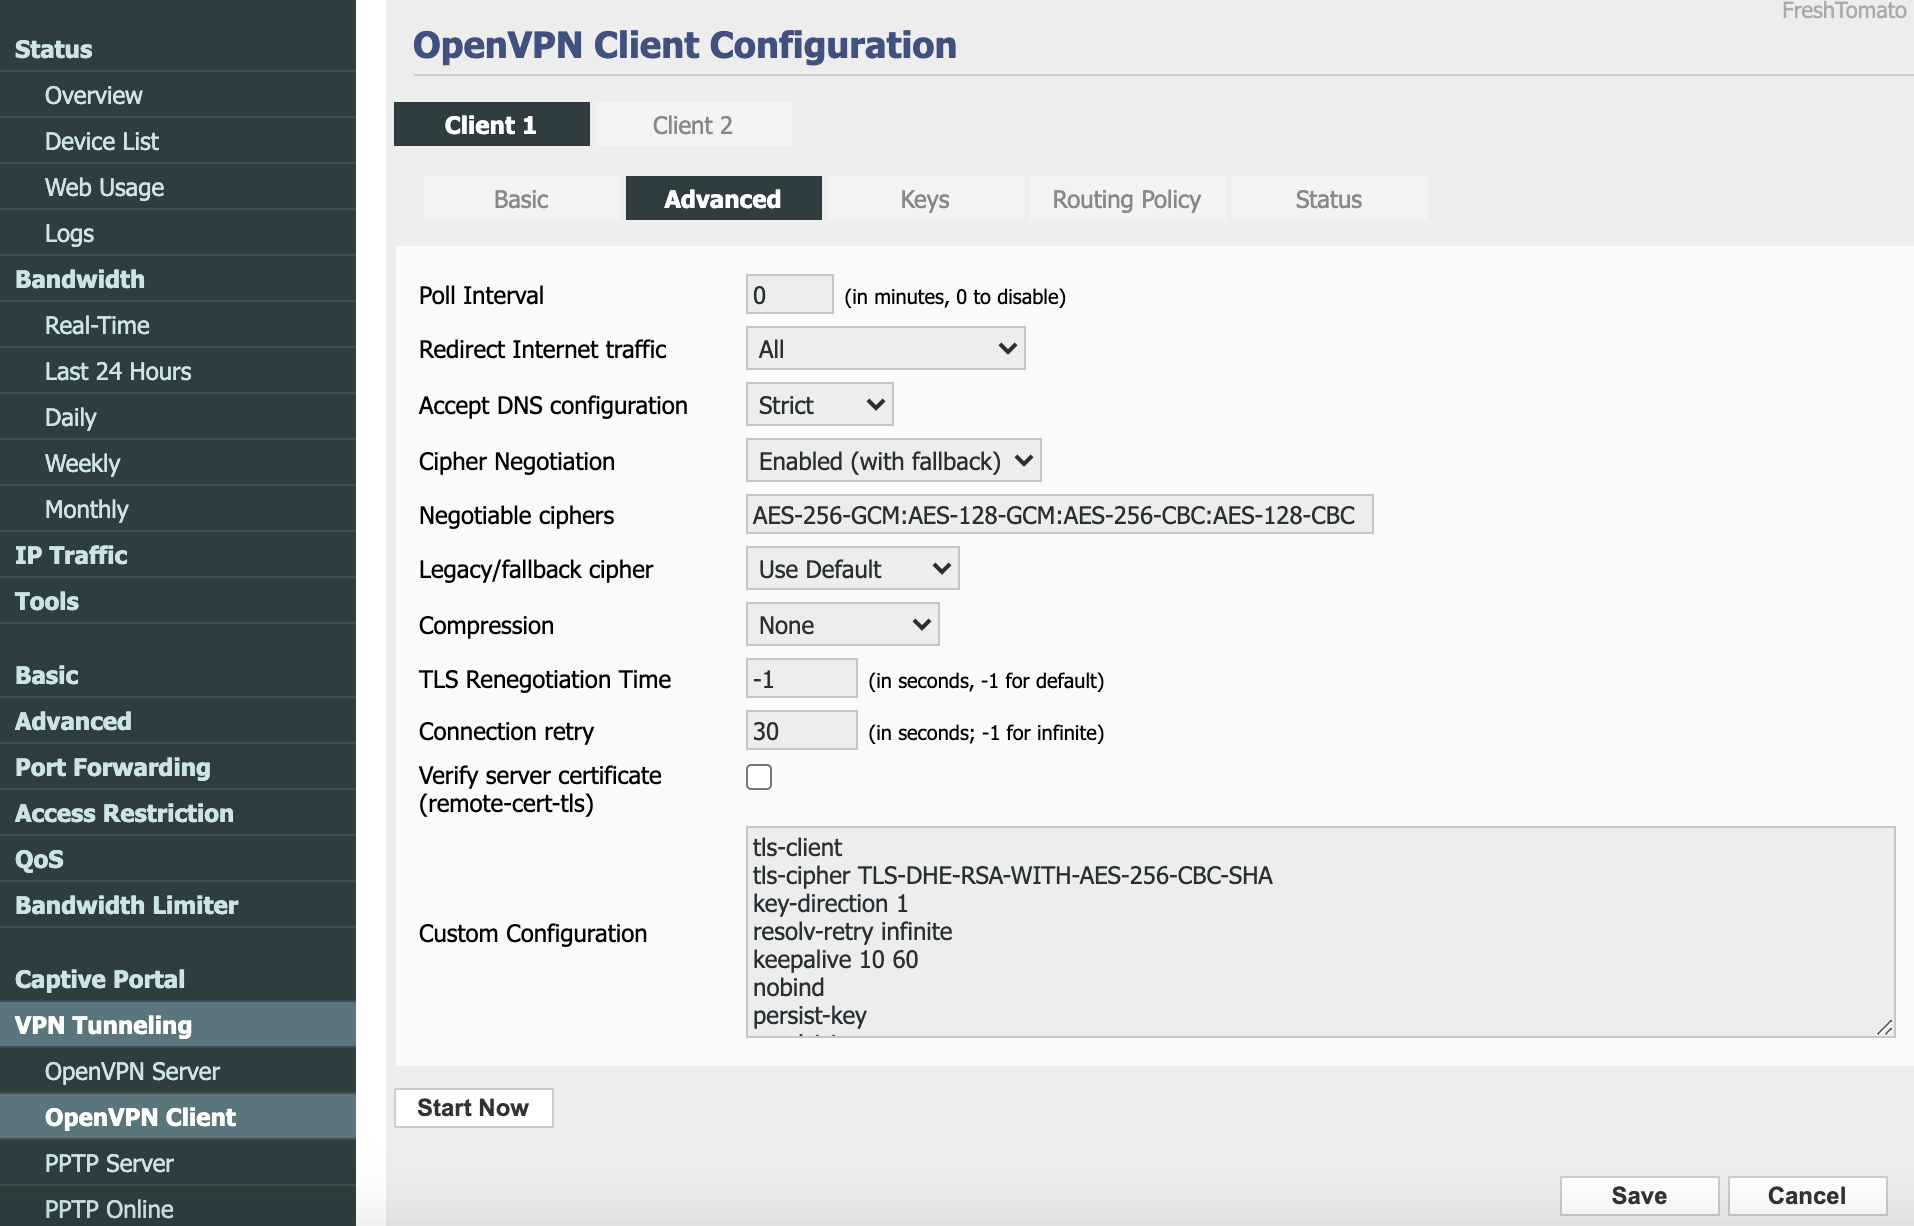 FreshTomato
Status
Overview
Device List
Web Usage
Logs
Bandwidth
Real-Time
Last 24 Hours
Daily
Weekly
Monthly
IP Traffic
Tools
Basic
Advanced
Port Forwarding
Access Restriction
QoS
Bandwidth Limiter
Captive Portal
VPN Tunneling
OpenVPN Server
OpenVPN Client
PPTP Server
PPTP Online
OpenVPN Client Configuration
Client 1 Client 2
Basic Advanced Keys Routing Policy Status
Poll Interval 0 (in minutes, 0 to disable)
Redirect Internet traffic All
Accept DNS configuration Strict
Cipher Negotiation Enabled (with fallback)
Negotiable ciphers AES-256-GCM:AES-128-GCM:AES-256-CBC:AES-128-CBC
Legacy/fallback cipher Use Default
Compression None
TLS Renegotiation Time -1 (in seconds, -1 for default)
Connection retry 30 (in seconds; -1 for infinite)
Verify server certificate
(remote-cert-tls)
Custom Configuration
tls-client
tls-cipher TLS-DHE-RSA-WITH-AES-256-CBC-SHA
key-direction 1
resolv-retry infinite
keepalive 10 60
nobind
persist-key
Start Now
Save Cancel